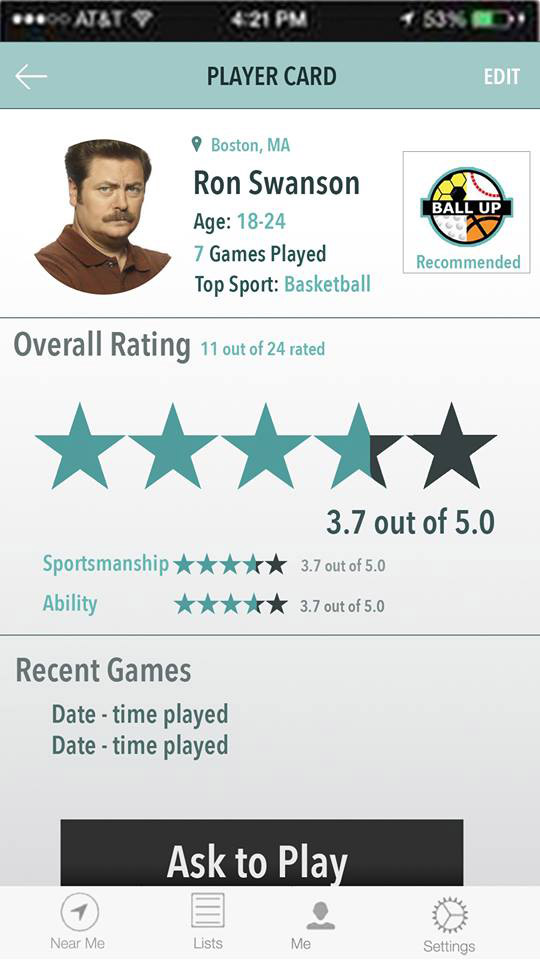 AT&T 4:21 PM 53%
PLAYER CARD EDIT
Boston, MA
Ron Swanson
Age: 18-24
7 Games Played
Top Sport: Basketball
BALL UP
Recommended
Overall Rating 11 out of 24 rated
3.7 out of 5.0
Sportsmanship 3.7 out of 5.0
Ability 3.7 out of 5.0
Recent Games
Date - time played
Date - time played
Ask to Play
Near Me Lists Me Settings